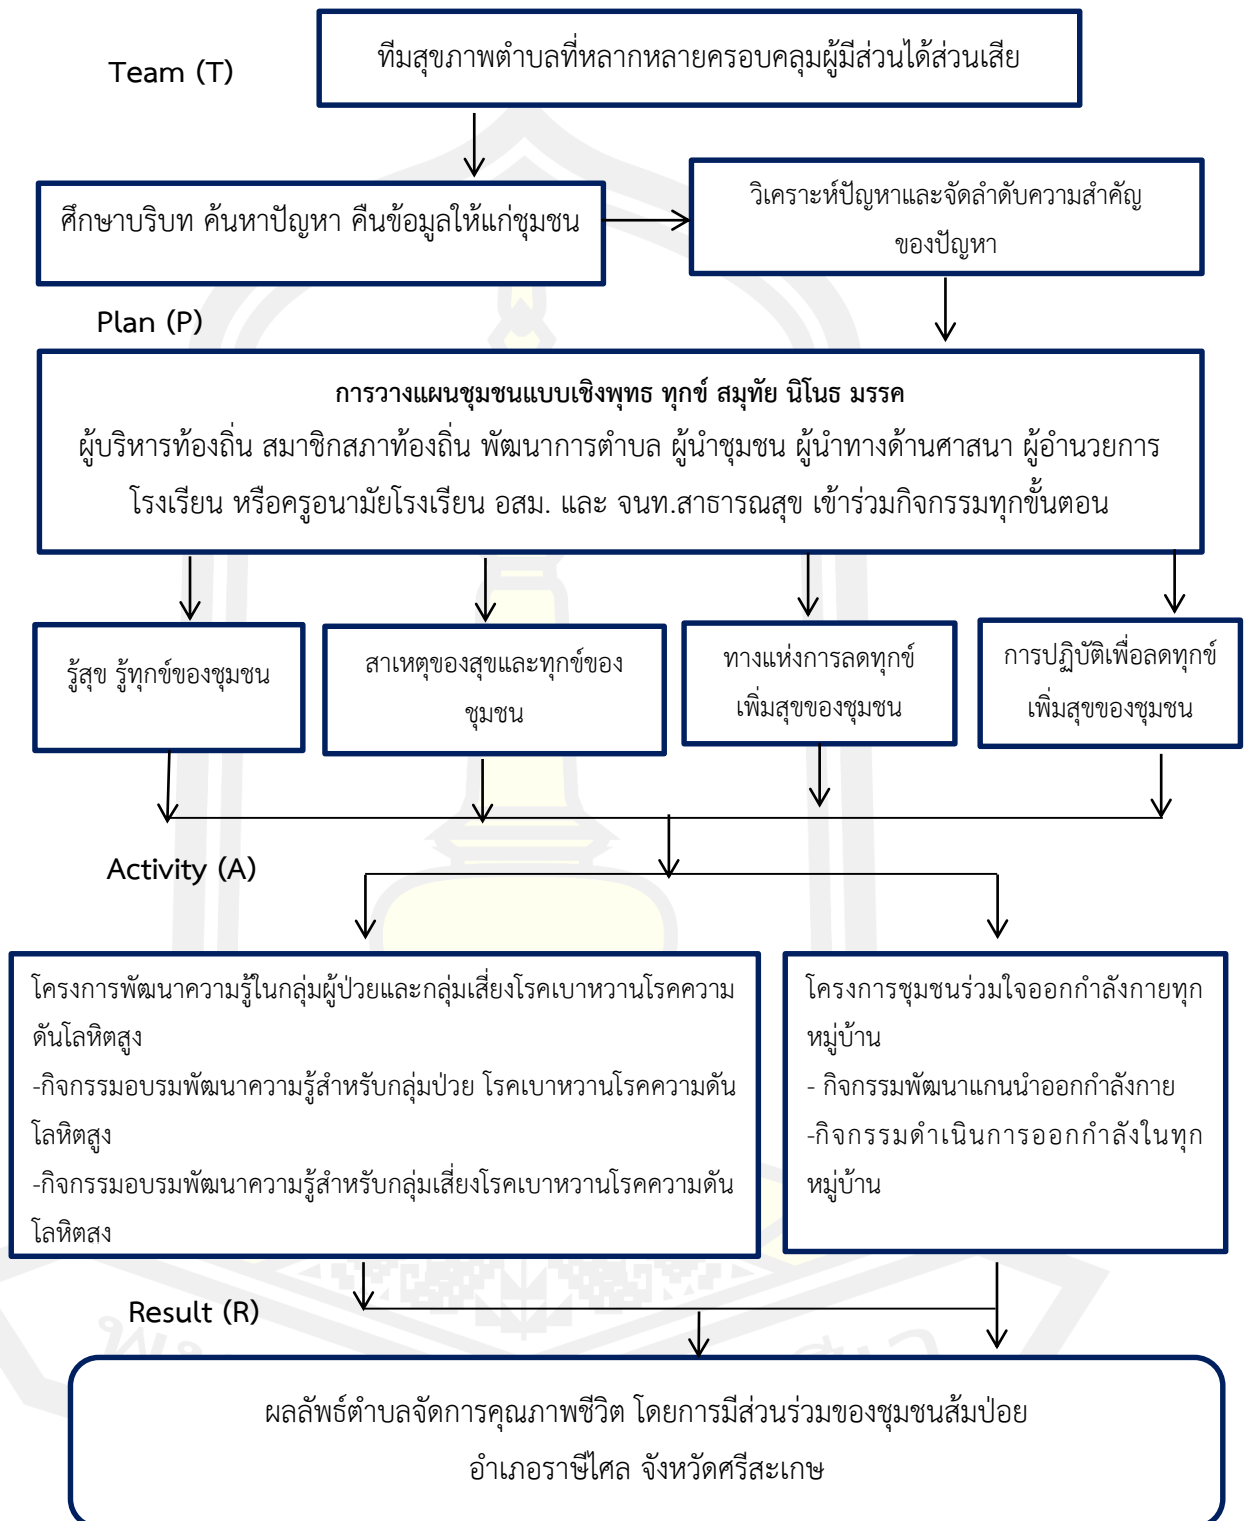 Team (T)
ทีมสุขภาพตำบลที่หลากหลายครอบคลุมผู้มีส่วนได้ส่วนเสีย
ศึกษาบริบท ค้นหาปัญหา คืนข้อมูลให้แก่ชุมชน
วิเคราะห์ปัญหาและจัดลำดับความสำคัญ
ของปัญหา
Plan (P)
การวางแผนชุมชนแบบเชิงพุทธ ทุกข์ สมุทัย นิโนธ มรรค
ผู้บริหารท้องถิ่น สมาชิกสภาท้องถิ่น พัฒนาการตำบล ผู้นำชุมชน ผู้นำทางด้านศาสนา ผู้อำนวยการ
โรงเรียน หรือครูอนามัยโรงเรียน อสม. และ จนท.สาธารณสุข เข้าร่วมกิจกรรมทุกขั้นตอน
รู้สุข รู้ทุกข์ของชุมชน
สาเหตุของสุขและทุกข์ของ
ชุมชน
ทางแห่งการลดทุกข์
เพิ่มสุขของชุมชน
การปฏิบัติเพื่อลดทุกข์
เพิ่มสุขของชุมชน
Activity (A)
โครงการพัฒนาความรู้ในกลุ่มผู้ป่วยและกลุ่มเสี่ยงโรคเบาหวานโรคความ
ดันโลหิตสูง
-กิจกรรมอบรมพัฒนาความรู้สำหรับกลุ่มป่วย โรคเบาหวานโรคความดัน
โลหิตสูง
-กิจกรรมอบรมพัฒนาความรู้สำหรับกลุ่มเสี่ยงโรคเบาหวานโรคความดัน
โลหิตสง
โครงการชุมชนร่วมใจออกกำลังกายทุก
หมู่บ้าน
- กิจกรรมพัฒนาแกนนำออกกำลังกาย
-กิจกรรมดำเนินการออกกำลังในทุก
หมู่บ้าน
Result (R)
ผลลัพธ์ตำบลจัดการคุณภาพชีวิต โดยการมีส่วนร่วมของชุมชนส้มป่อย
อำเภอราษีไศล จังหวัดศรีสะเกษ